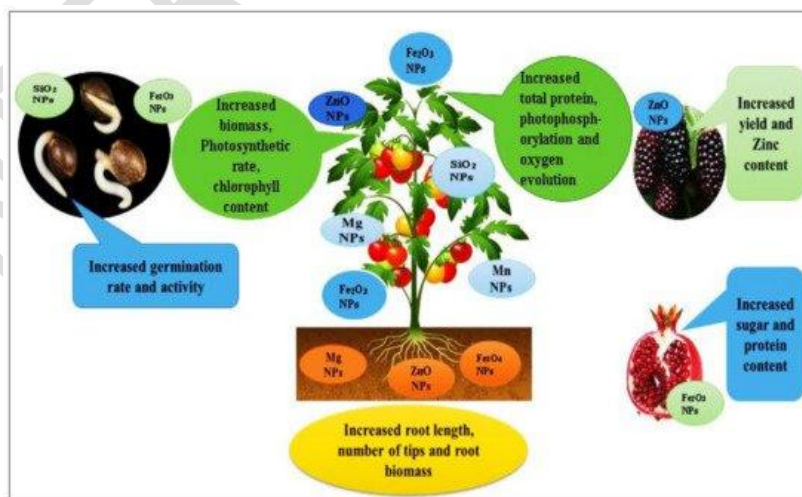 SiO₂
NPs
Fe₂O₃
NPs
Increased germination
rate and activity
Increased
biomass,
Photosynthetic
rate,
chlorophyll
content
ZnO
NPs
Fe₂O₃
NPs
Increased
total protein,
photophosph-
orylation and
oxygen
evolution
SiO₂
NPs
Mg
NPs
Mn
NPs
Fe₂O₃
NPs
Mg
NPs
ZnO
NPs
Fe₃O₄
NPs
Increased root length,
number of tips and root
biomass
ZnO
NPs
Increased
yield and
Zinc
content
Increased
sugar and
protein
content
Fe₂O₃
NPs